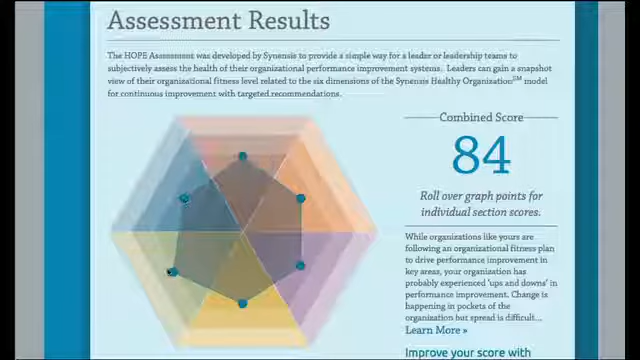 Assessment Results
The HOPE Assessment was developed by Synensis to provide a simple way for a leader or leadership teams to
subjectively assess the health of their organizational performance improvement systems. Leaders can gain a snapshot
view of their organizational fitness level related to the six dimensions of the Synensis Healthy Organization℠ model
for continuous improvement with targeted recommendations.
Combined Score
84
Roll over graph points for
individual section scores.
While organizations like yours are
following an organizational fitness plan
to drive performance improvement in
key areas, your organization has
probably experienced 'ups and downs' in
performance improvement. Change is
happening in pockets of the
organization but spread is difficult...
Learn More »
Improve your score with